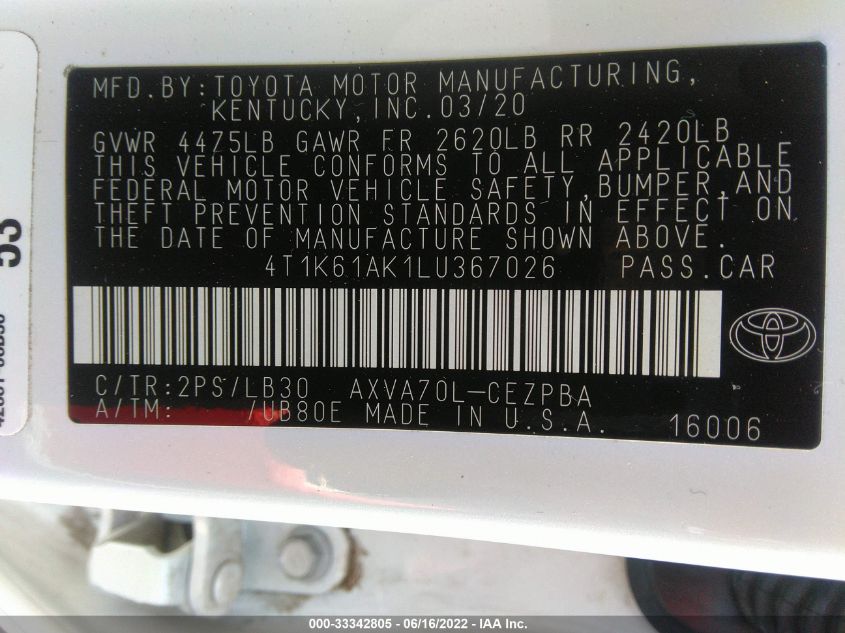 MFD.BY:TOYOTA MOTOR MANUFACTURING,
KENTUCKY,INC.03/20
GVWR 4475LB GAWR FR 2620LB RR 2420LB
THIS VEHICLE CONFORMS TO ALL APPLICABLE
FEDERAL MOTOR VEHICLE SAFETY,BUMPER,AND
THEFT PREVENTION STANDARDS IN EFFECT ON
THE DATE OF MANUFACTURE SHOWN ABOVE.
4T1K61AK1LU367026 PASS.CAR
C/TR:2PS/LB30 AXVA70L-CEZPBA
A/TM: /UB80E MADE IN U.S.A. 16006
53
000-33342805 - 06/16/2022 - IAA Inc.